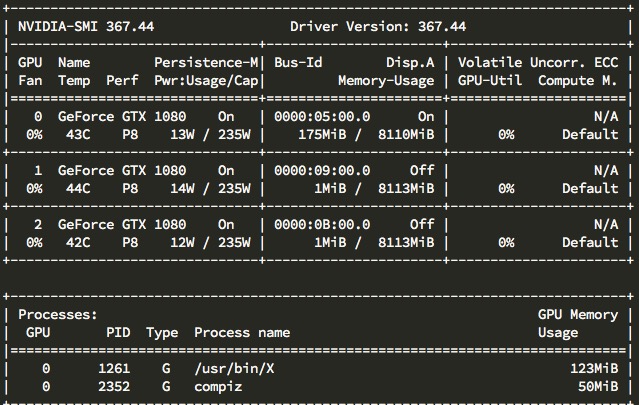 +-----------------------------------------------------------------------------+
| NVIDIA-SMI 367.44                 Driver Version: 367.44                    |
|-------------------------------+----------------------+----------------------+
| GPU  Name        Persistence-M| Bus-Id        Disp.A | Volatile Uncorr. ECC |
| Fan  Temp  Perf  Pwr:Usage/Cap|         Memory-Usage | GPU-Util  Compute M. |
|===============================+======================+======================|
|   0  GeForce GTX 1080    On   | 0000:05:00.0      On |                  N/A |
|  0%   43C    P8    13W / 235W |    175MiB /  8110MiB |      0%      Default |
+-------------------------------+----------------------+----------------------+
|   1  GeForce GTX 1080    On   | 0000:09:00.0     Off |                  N/A |
|  0%   44C    P8    14W / 235W |      1MiB /  8113MiB |      0%      Default |
+-------------------------------+----------------------+----------------------+
|   2  GeForce GTX 1080    On   | 0000:0B:00.0     Off |                  N/A |
|  0%   42C    P8    12W / 235W |      1MiB /  8113MiB |      0%      Default |
+-------------------------------+----------------------+----------------------+
+-----------------------------------------------------------------------------+
| Processes:                                                       GPU Memory |
|  GPU       PID  Type  Process name                               Usage      |
|=============================================================================|
|    0      1261    G   /usr/bin/X                                     123MiB |
|    0      2352    G   compiz                                          50MiB |
+-----------------------------------------------------------------------------+